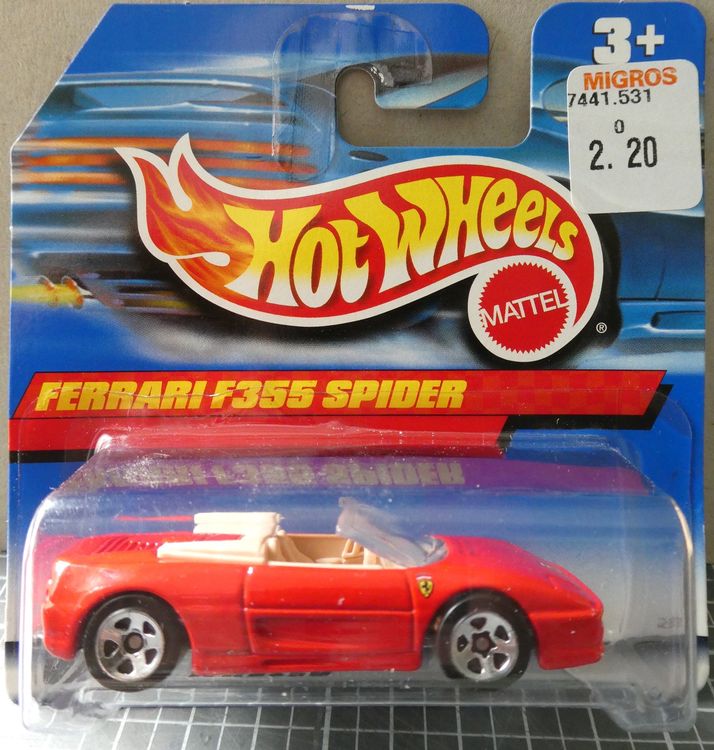 3+
MIGROS
7441.531
0
2.20
HOT WHEELS
MATTEL
®
FERRARI F355 SPIDER